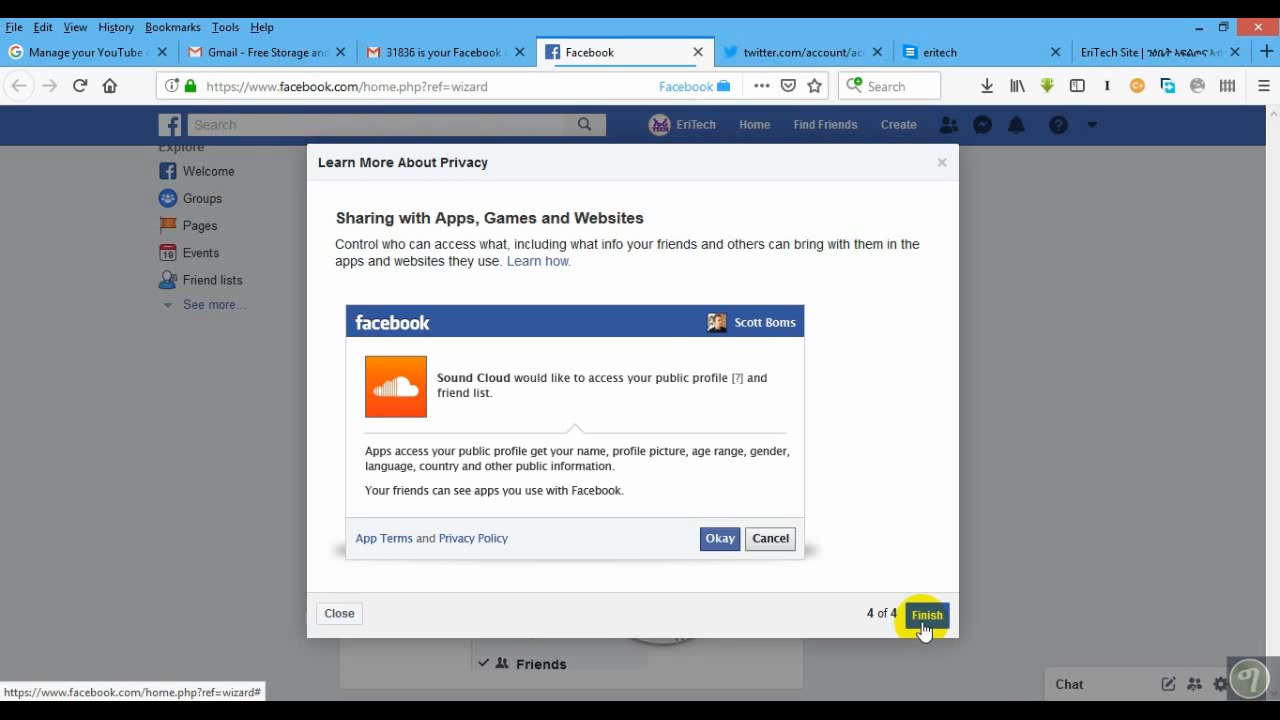 File Edit View History Bookmarks Tools Help
Manage your YouTube
Gmail - Free Storage and
31836 is your Facebook
Facebook
twitter.com/account/ac
eritech
EriTech Site |
https://www.facebook.com/home.php?ref=wizard
Facebook
Search
Search
EriTech
Home
Find Friends
Create
Explore
Welcome
Groups
Pages
Events
Friend lists
See more...
Learn More About Privacy
Sharing with Apps, Games and Websites
Control who can access what, including what info your friends and others can bring with them in the
apps and websites they use. Learn how.
facebook
Scott Boms
Sound Cloud would like to access your public profile [?] and
friend list.
Apps access your public profile get your name, profile picture, age range, gender,
language, country and other public information.
Your friends can see apps you use with Facebook.
App Terms and Privacy Policy
Okay
Cancel
Close
4 of 4
Finish
Friends
Chat
https://www.facebook.com/home.php?ref=wizard#